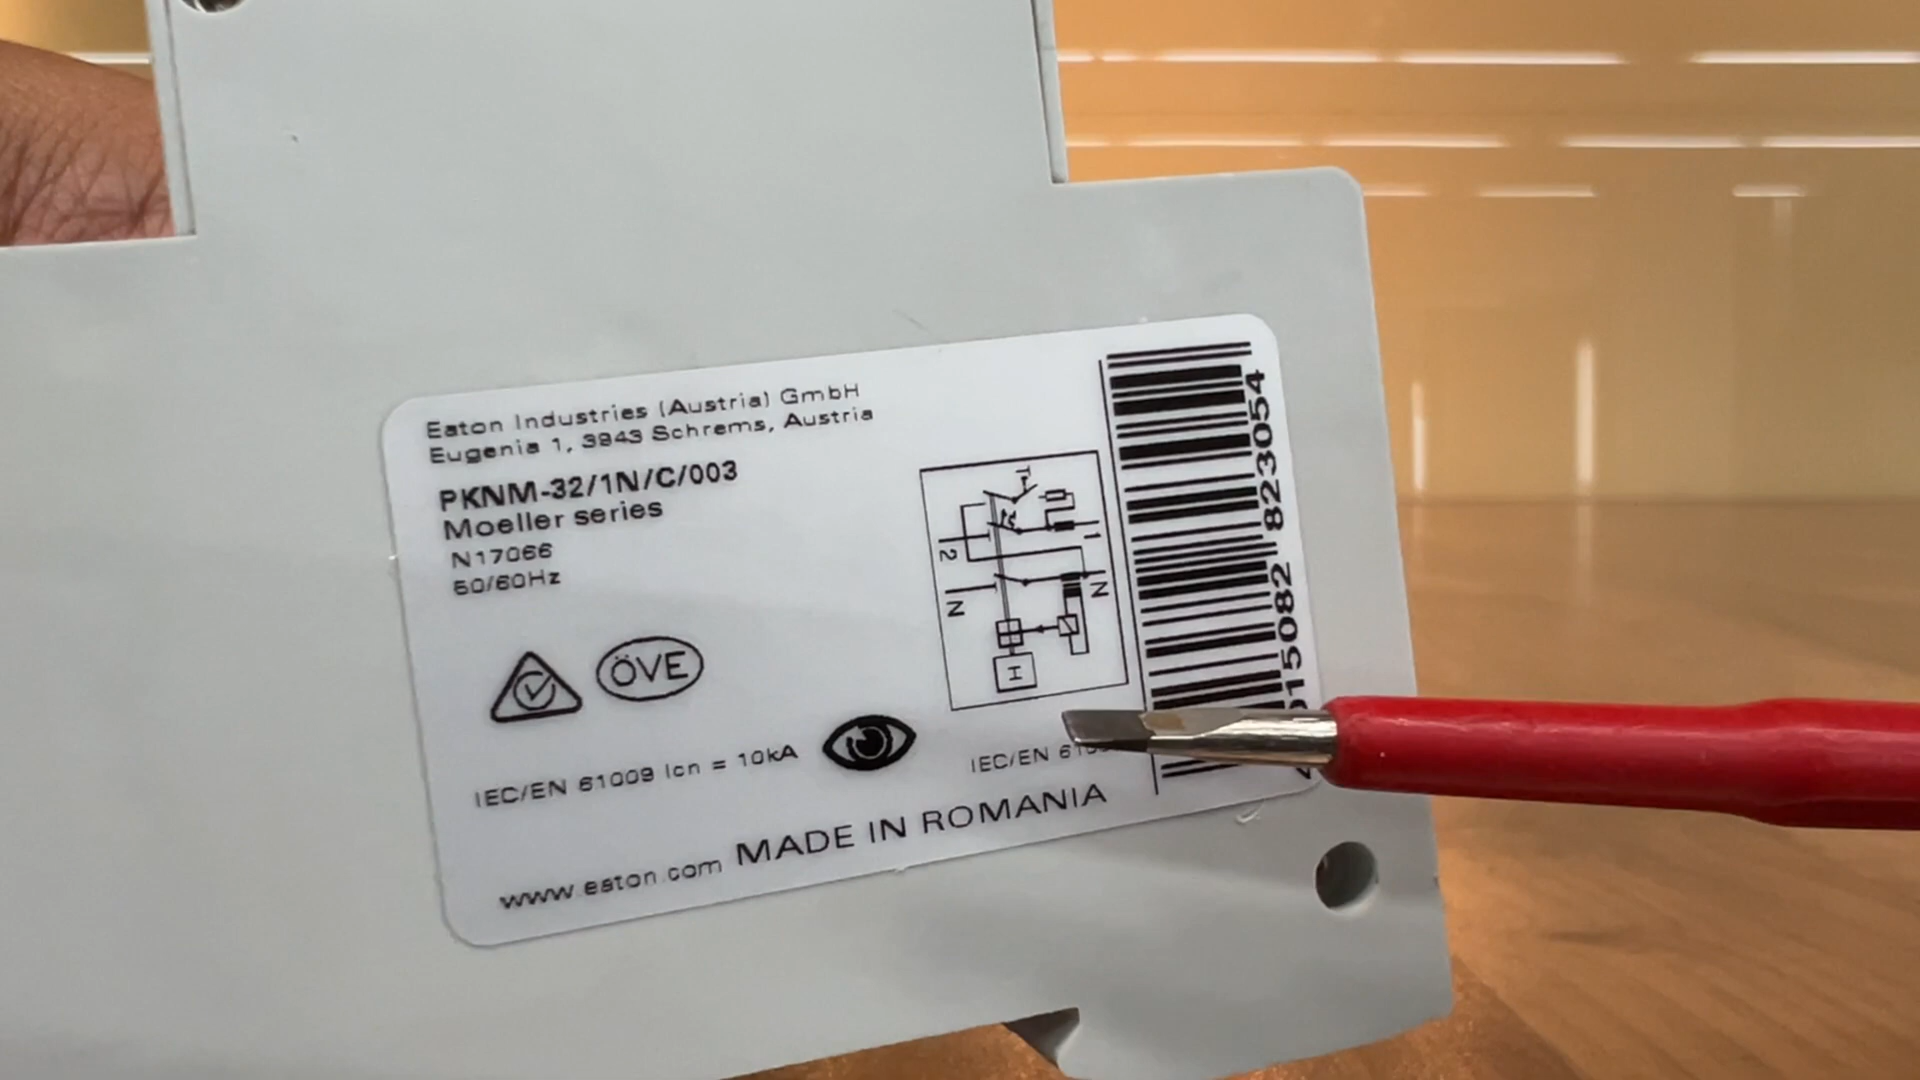 Eaton Industries (Austria) GmbH
Eugenia 1, 3943 Schrems, Austria
PKNM-32/1N/C/003
Moeller series
N17066
50/60Hz
ÖVE
IEC/EN 61009 Icn = 10kA
IEC/EN
www.eaton.com MADE IN ROMANIA
T
1
2
N
N
H
15082 823054